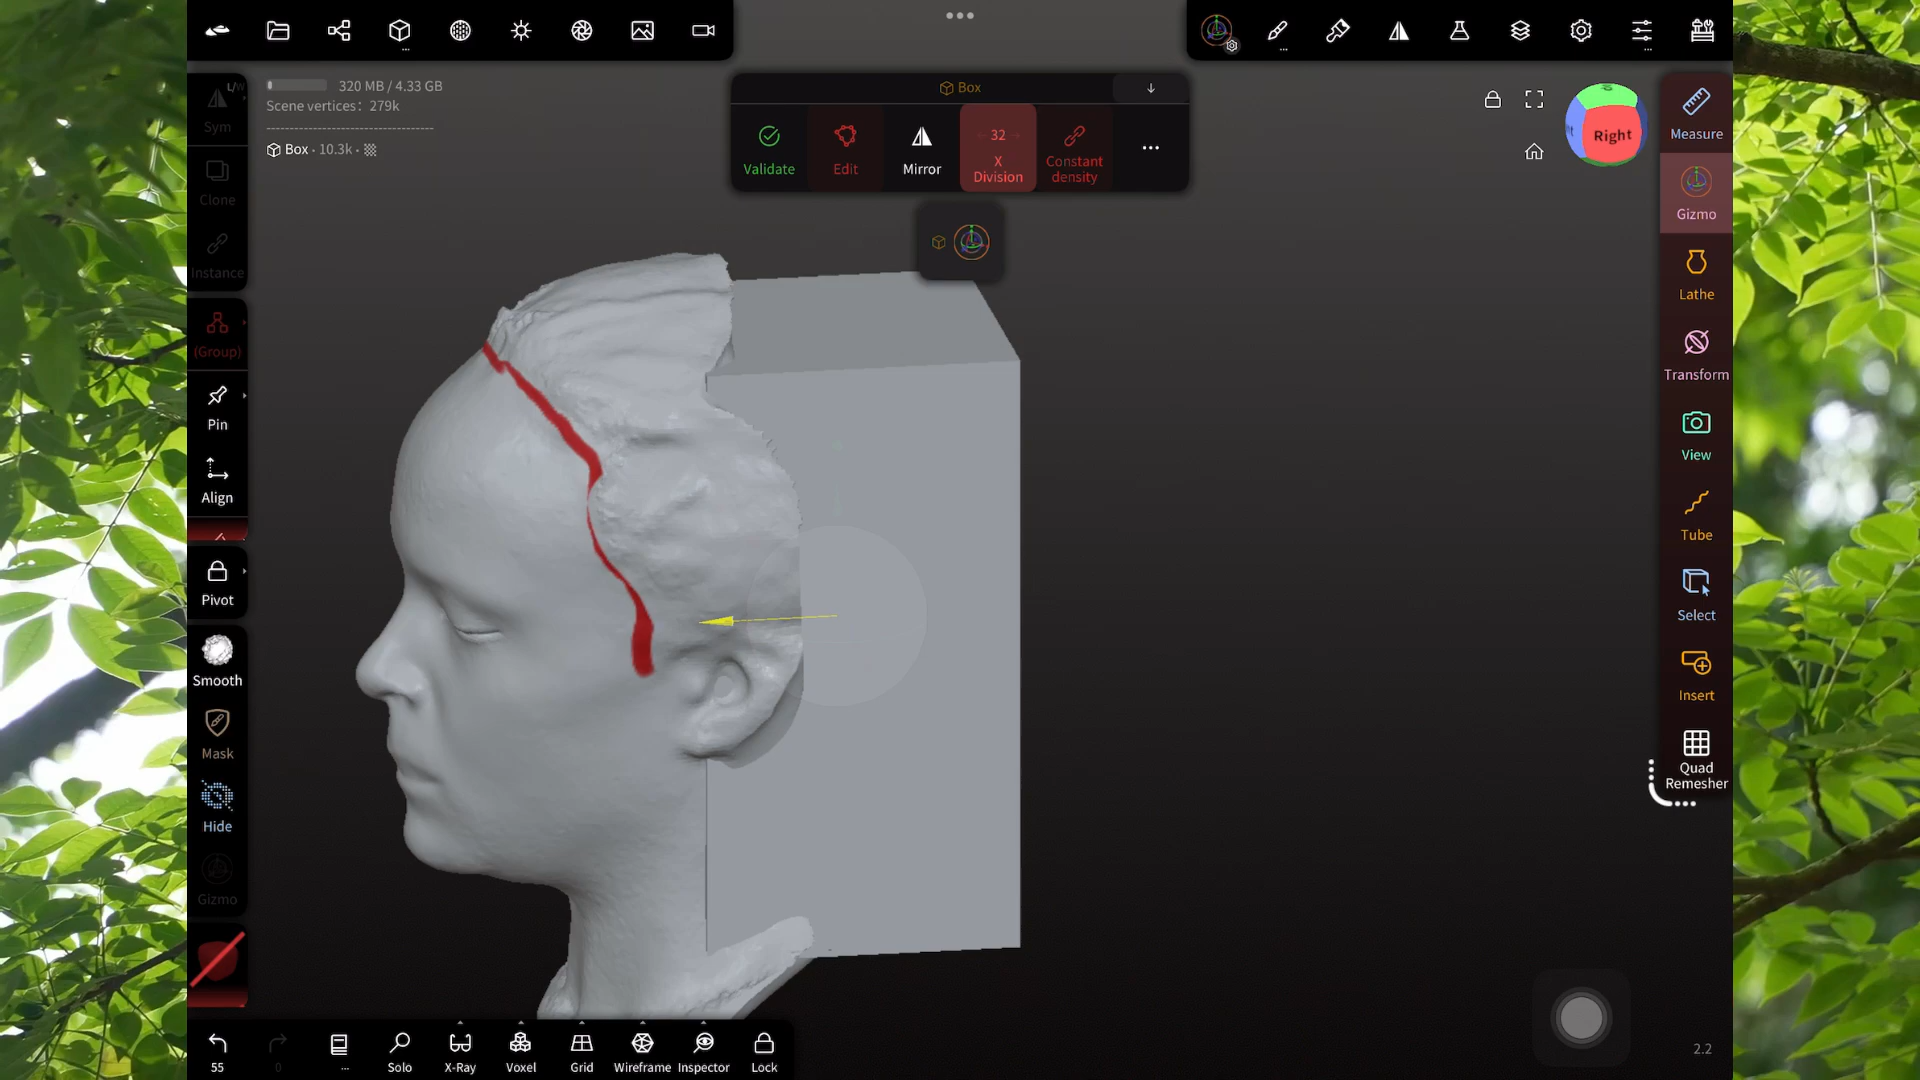 320 MB / 4.33 GB
Scene vertices: 279k
Box · 10.3k ·
Box
Validate
Edit
Mirror
32
X
Division
Constant
density
...
L/W
Sym
Clone
Instance
(Group)
Pin
Align
Pivot
Smooth
Mask
Hide
Gizmo
Right
Measure
Gizmo
Lathe
Transform
View
Tube
Select
Insert
Quad
Remesher
55
0
...
Solo
X-Ray
Voxel
Grid
Wireframe
Inspector
Lock
2.2